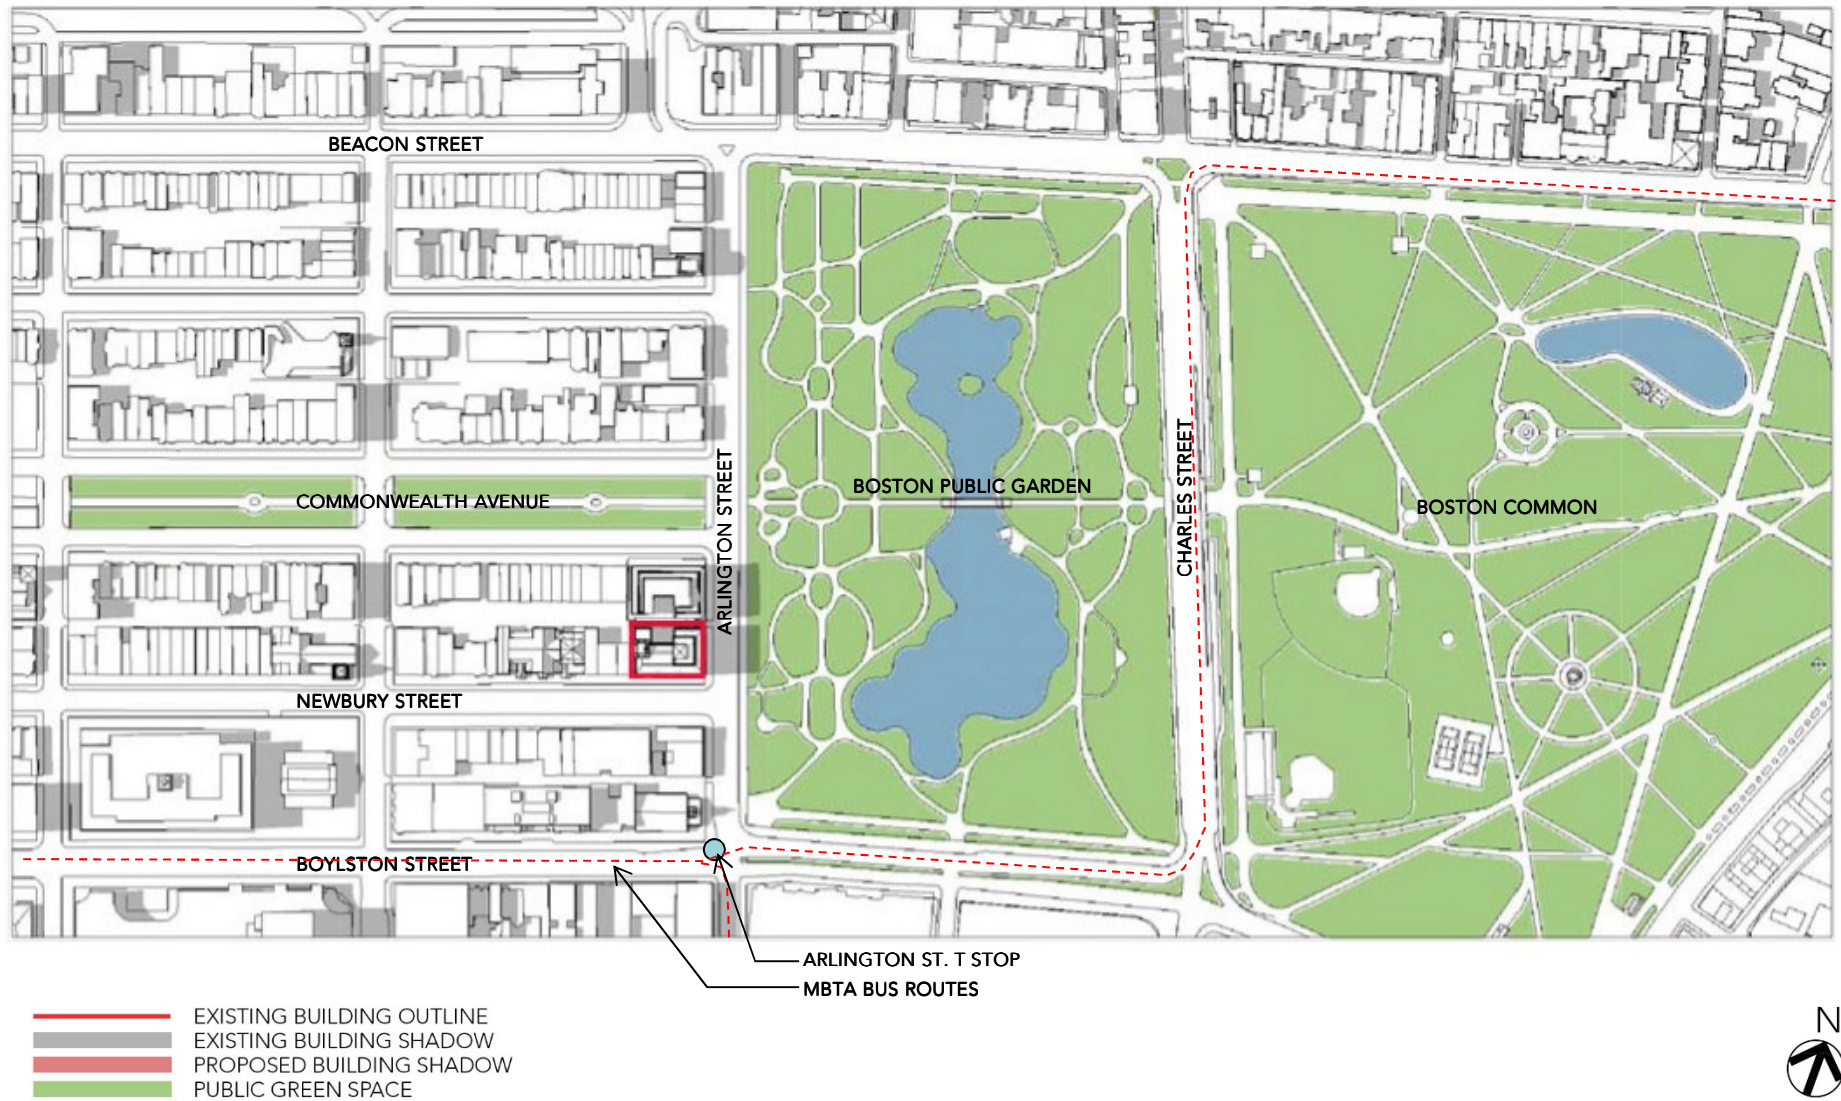 BEACON STREET
COMMONWEALTH AVENUE
ARLINGTON STREET
BOSTON PUBLIC GARDEN
CHARLES STREET
BOSTON COMMON
NEWBURY STREET
BOYLSTON STREET
ARLINGTON ST. T STOP
MBTA BUS ROUTES
EXISTING BUILDING OUTLINE
EXISTING BUILDING SHADOW
PROPOSED BUILDING SHADOW
PUBLIC GREEN SPACE
N